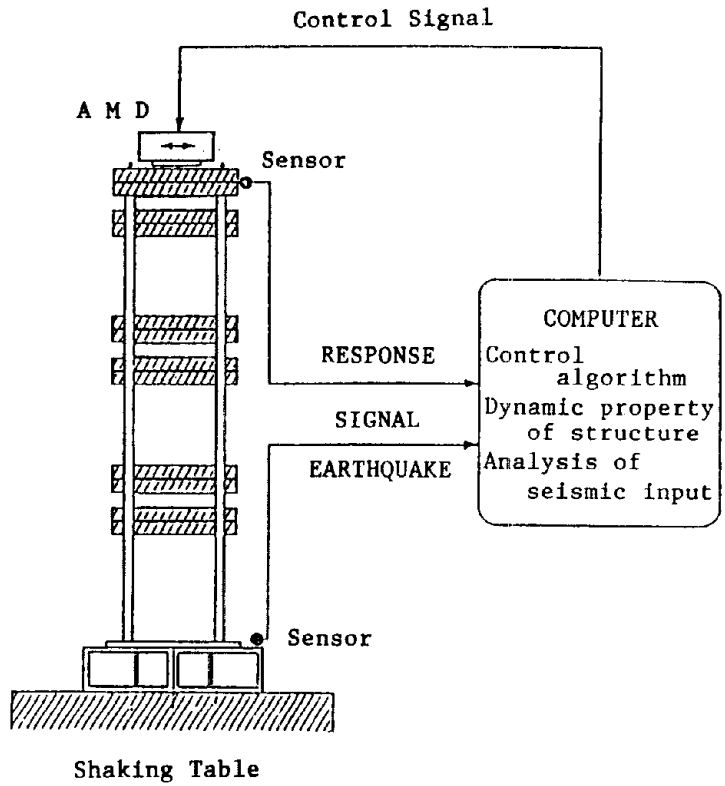 Control Signal
A M D
Sensor
COMPUTER
Control
algorithm
Dynamic property
of structure
Analysis of
seismic input
RESPONSE
SIGNAL
EARTHQUAKE
Sensor
Shaking Table